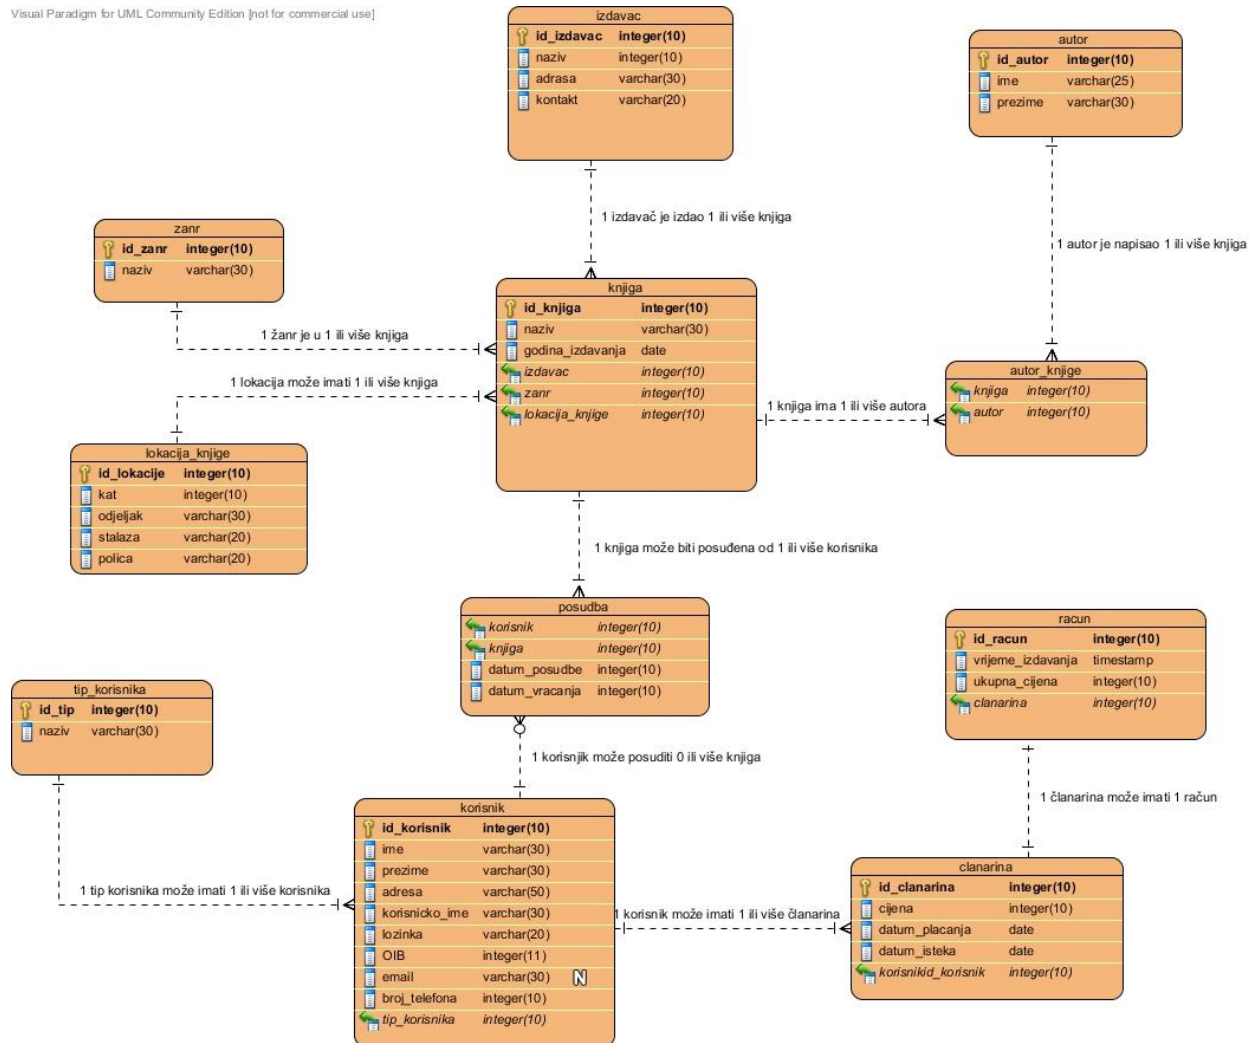 Visual Paradigm for UML Community Edition [not for commercial use]
izdavac
id_izdavac integer(10)
naziv integer(10)
adrasa varchar(30)
kontakt varchar(20)
autor
id_autor integer(10)
ime varchar(25)
prezime varchar(30)
1 izdavač je izdao 1 ili više knjiga
1 autor je napisao 1 ili više knjiga
zanr
id_zanr integer(10)
naziv varchar(30)
1 žanr je u 1 ili više knjiga
knjiga
id_knjiga integer(10)
naziv varchar(30)
godina_izdavanja date
izdavac integer(10)
zanr integer(10)
lokacija_knjige integer(10)
1 lokacija može imati 1 ili više knjiga
autor_knjige
knjiga integer(10)
autor integer(10)
1 knjiga ima 1 ili više autora
lokacija_knjige
id_lokacije integer(10)
kat integer(10)
odjeljak varchar(30)
stalaza varchar(20)
polica varchar(20)
1 knjiga može biti posuđena od 1 ili više korisnika
posudba
korisnik integer(10)
knjiga integer(10)
datum_posudbe integer(10)
datum_vracanja integer(10)
racun
id_racun integer(10)
vrijeme_izdavanja timestamp
ukupna_cijena integer(10)
clanarina integer(10)
tip_korisnika
id_tip integer(10)
naziv varchar(30)
1 korisnjik može posuditi 0 ili više knjiga
1 članarina može imati 1 račun
korisnik
id_korisnik integer(10)
ime varchar(30)
prezime varchar(30)
adresa varchar(50)
korisnicko_ime varchar(30)
lozinka varchar(20)
OIB integer(11)
email varchar(30) N
broj_telefona integer(10)
tip_korisnika integer(10)
1 tip korisnika može imati 1 ili više korisnika
1 korisnik može imati 1 ili više članarina
clanarina
id_clanarina integer(10)
cijena integer(10)
datum_placanja date
datum_isteka date
korisnikid_korisnik integer(10)